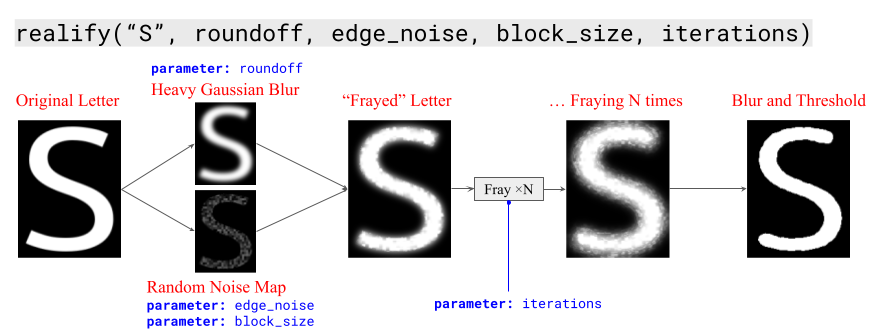 realify(“S”, roundoff, edge_noise, block_size, iterations)
parameter: roundoff
Heavy Gaussian Blur
Original Letter
“Frayed” Letter
… Fraying N times
Blur and Threshold
S
S
S
S
S
S
Fray ×N
Random Noise Map
parameter: edge_noise
parameter: block_size
parameter: iterations